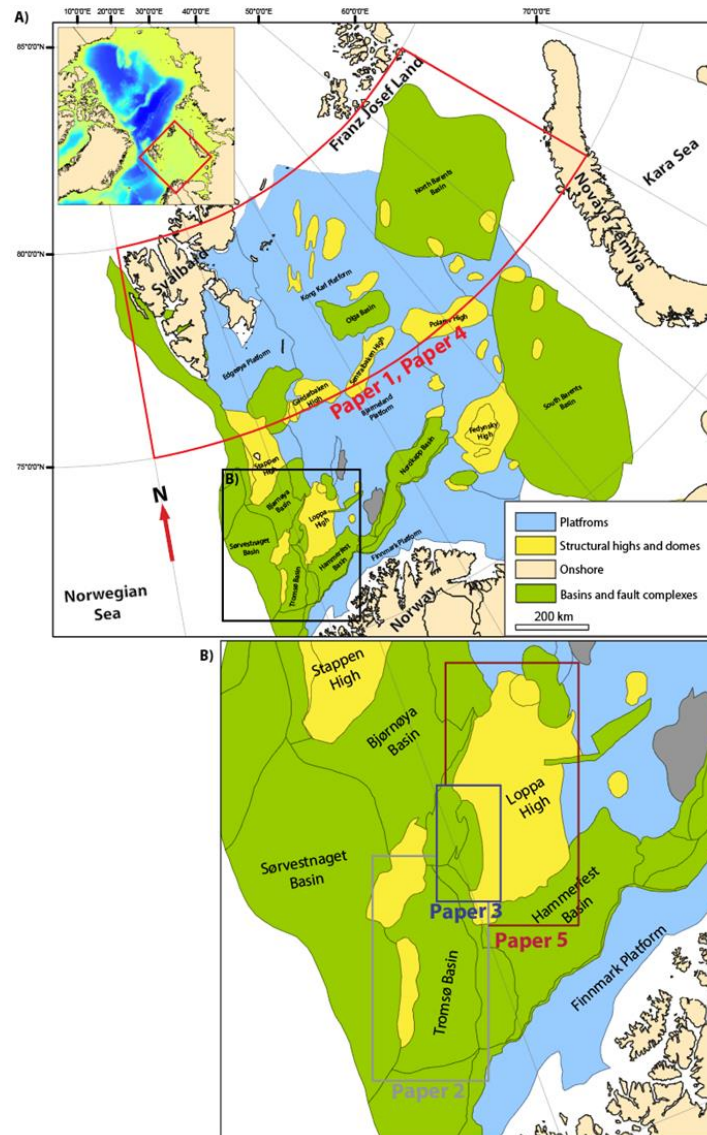 A)
10°0'0"E
20°0'0"E
30°0'0"E
40°0'0"E
50°0'0"E
60°0'0"E
70°0'0"E
85°0'0"N
80°0'0"N
75°0'0"N
Franz Josef Land
Novaya Zemlya
Kara Sea
Svalbard
North Barents
Basin
Kong Karl Platform
Olga Basin
Edgeøya Platform
Sentralbanken High
Gardarbanken
High
Paper 1, Paper 4
Bjarmeland
Platform
South Barents
Basin
Fedynsky
High
Nordkapp Basin
Stappen
High
B)
Bjørnøya
Basin
Loppa
High
Sørvestnaget
Basin
Tromsø Basin
Hammerfest
Basin
Finnmark Platform
Norway
N
Norwegian
Sea
Platfroms
Structural highs and domes
Onshore
Basins and fault complexes
200 km
B)
Stappen
High
Bjørnøya
Basin
Loppa
High
Sørvestnaget
Basin
Paper 3
Hammerfest
Basin
Paper 5
Tromsø Basin
Finnmark Platform
Paper 2